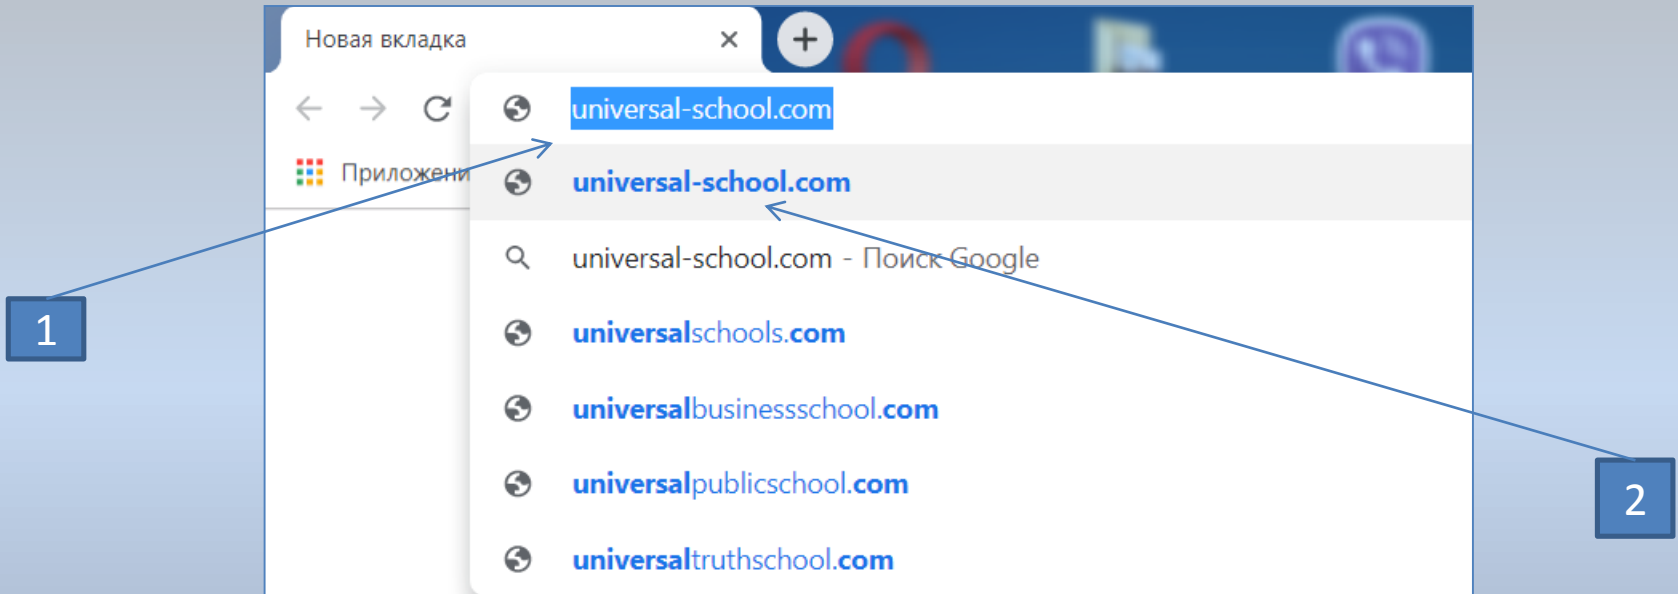 Новая вкладка
universal-school.com
Приложени
universal-school.com
universal-school.com - Поиск Google
1
universalschools.com
universalbusinessschool.com
universalpublicschool.com
2
universaltruthschool.com